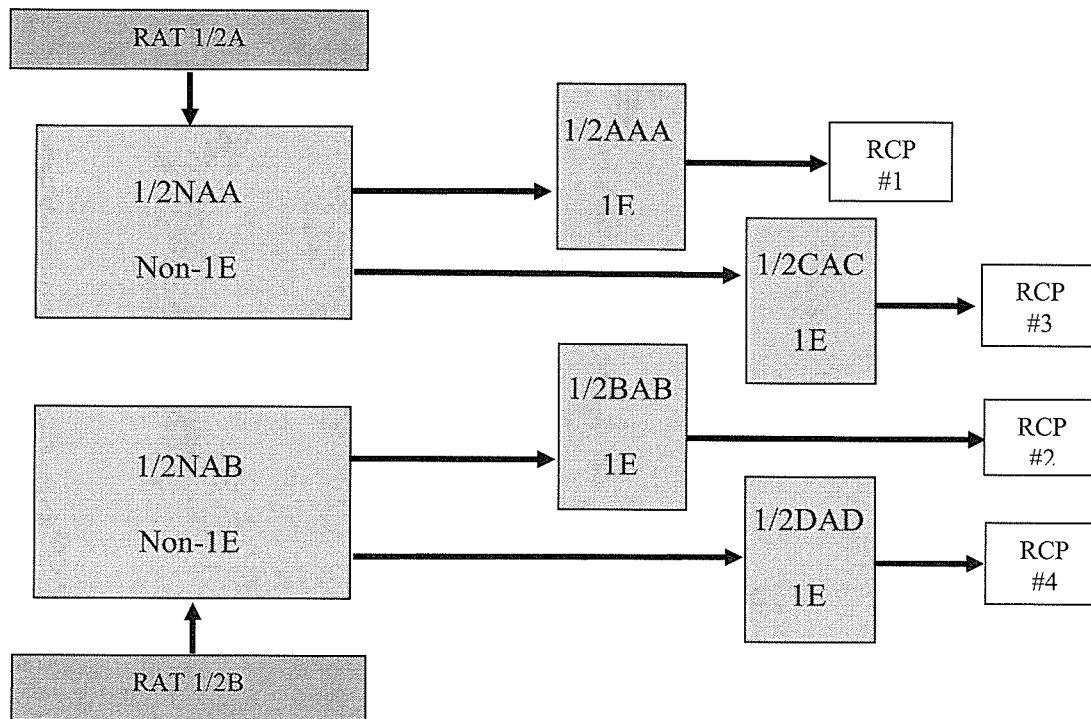 RAT 1/2A
1/2NAA
Non-1E
1/2AAA
1E
RCP
#1
1/2CAC
1E
RCP
#3
1/2NAB
Non-1E
1/2BAB
1E
RCP
#2
1/2DAD
1E
RCP
#4
RAT 1/2B